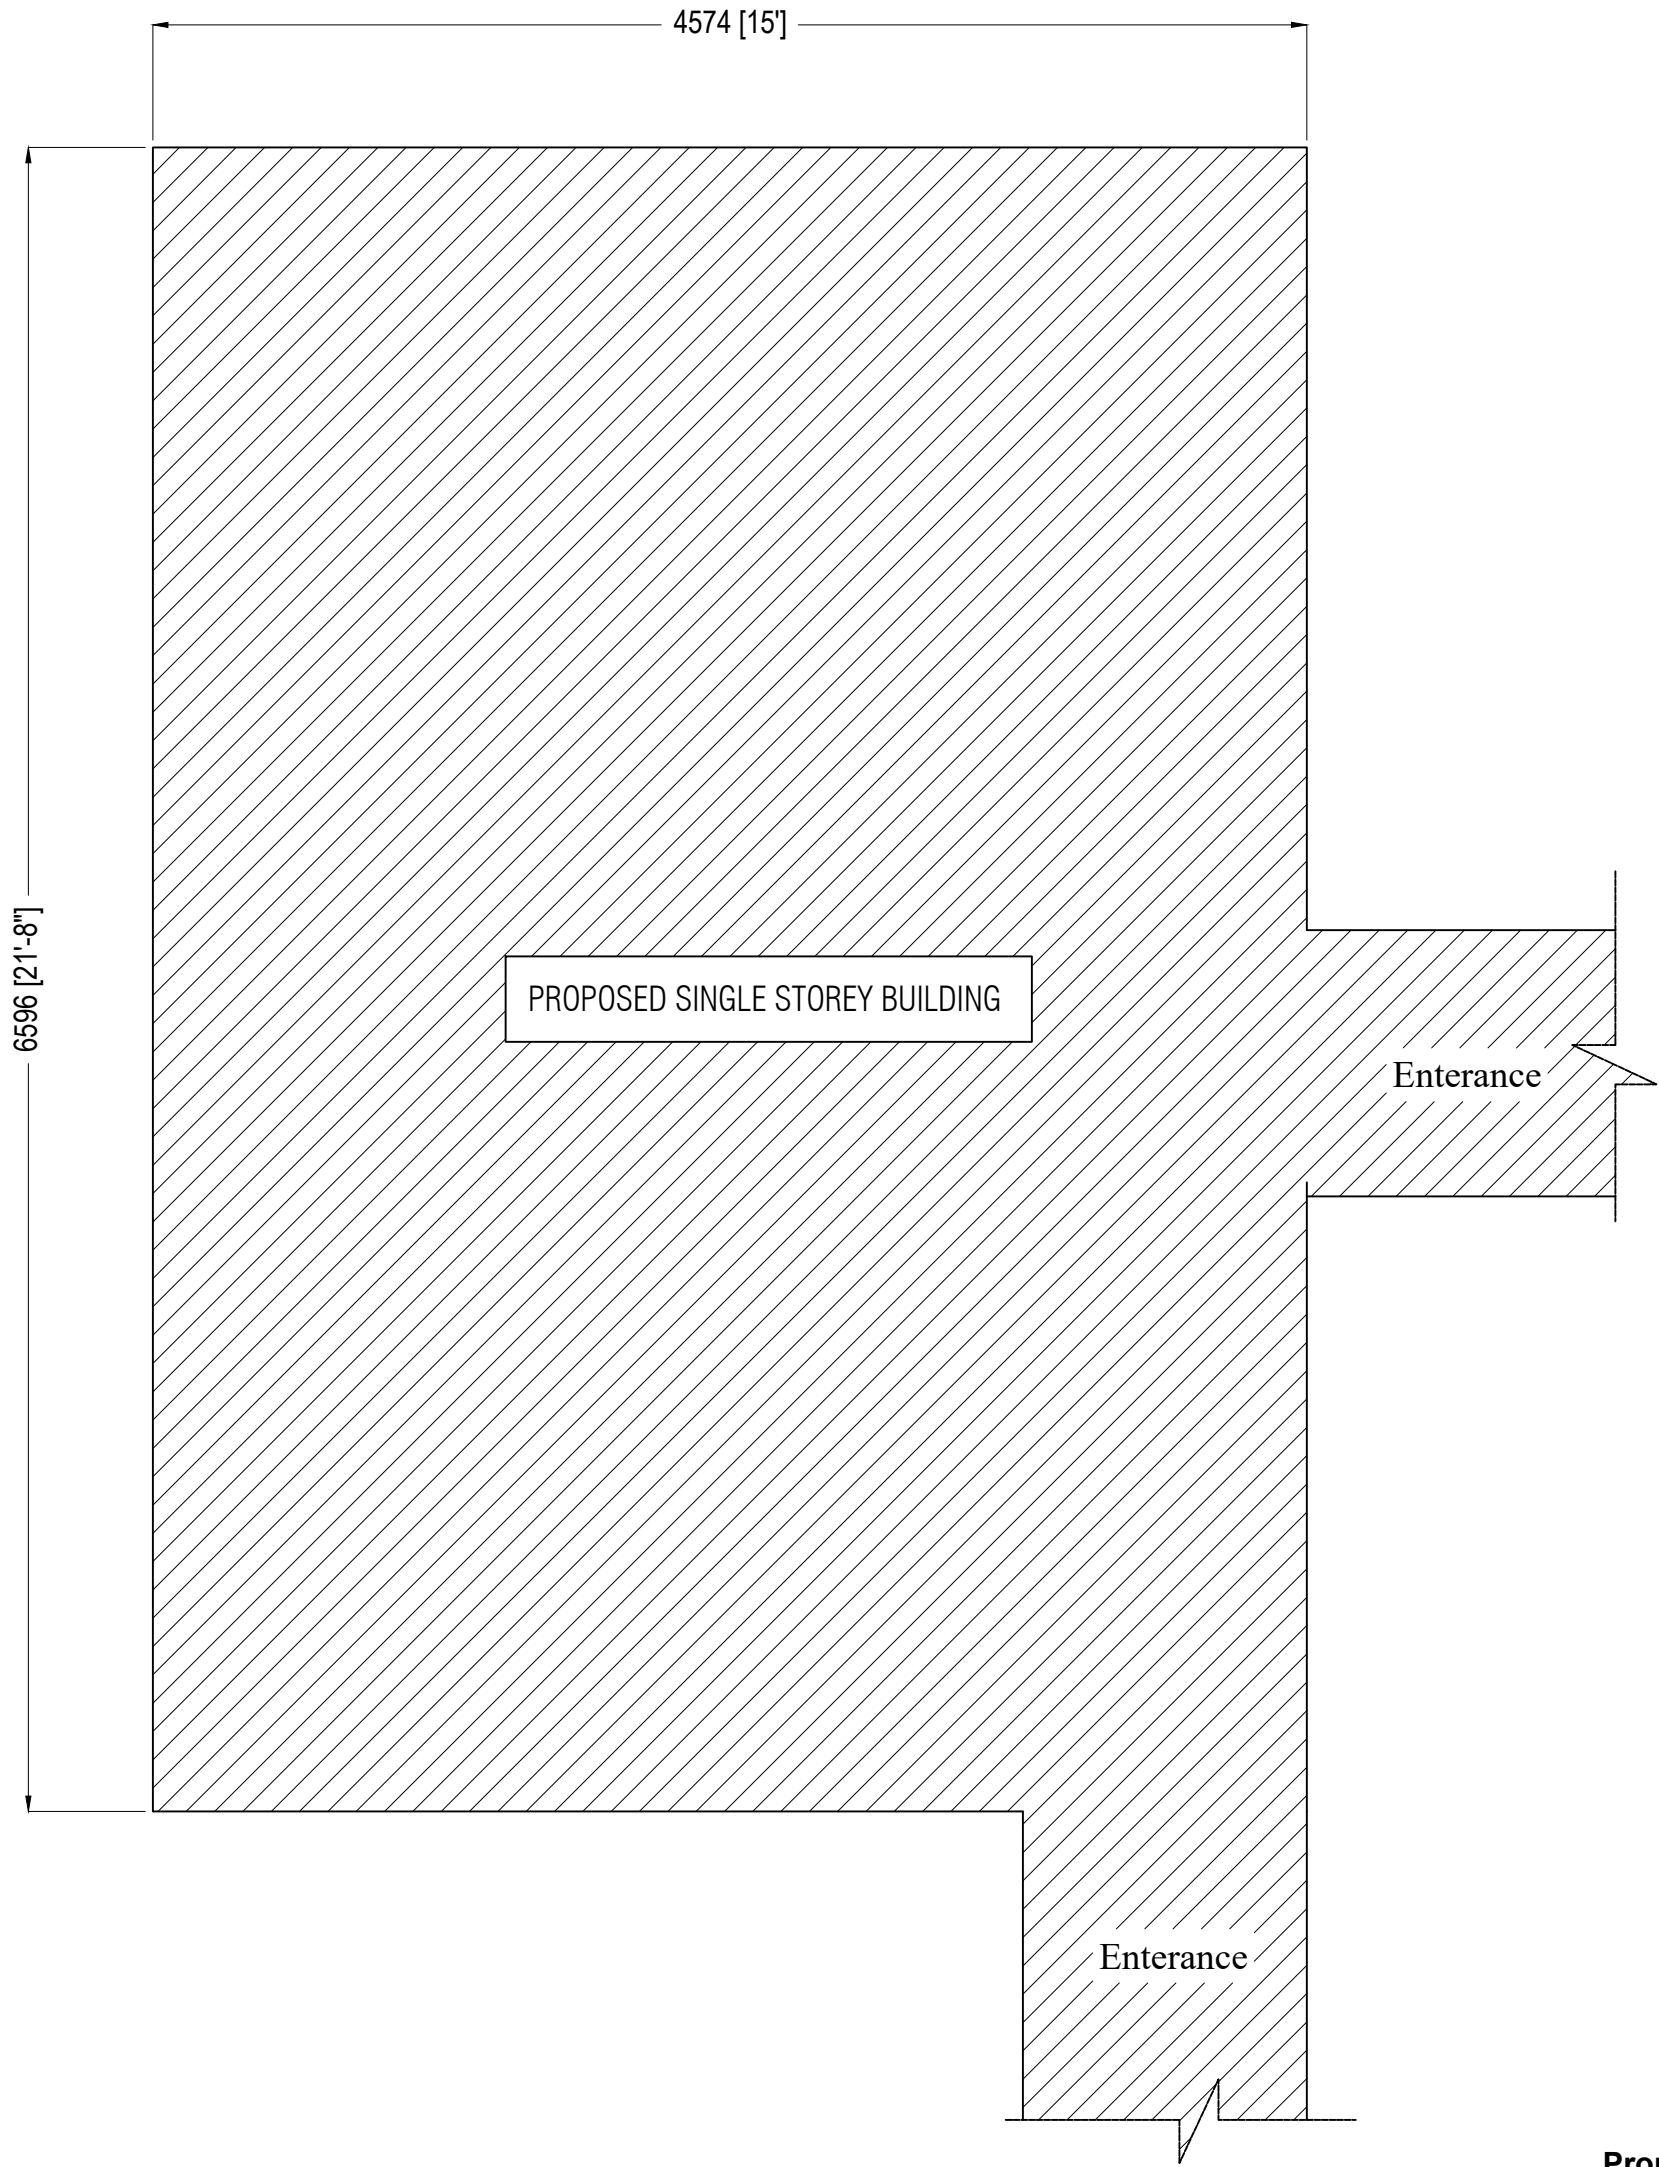 4574 [15']
6596 [21'-8"]
PROPOSED SINGLE STOREY BUILDING
Enterance
Enterance